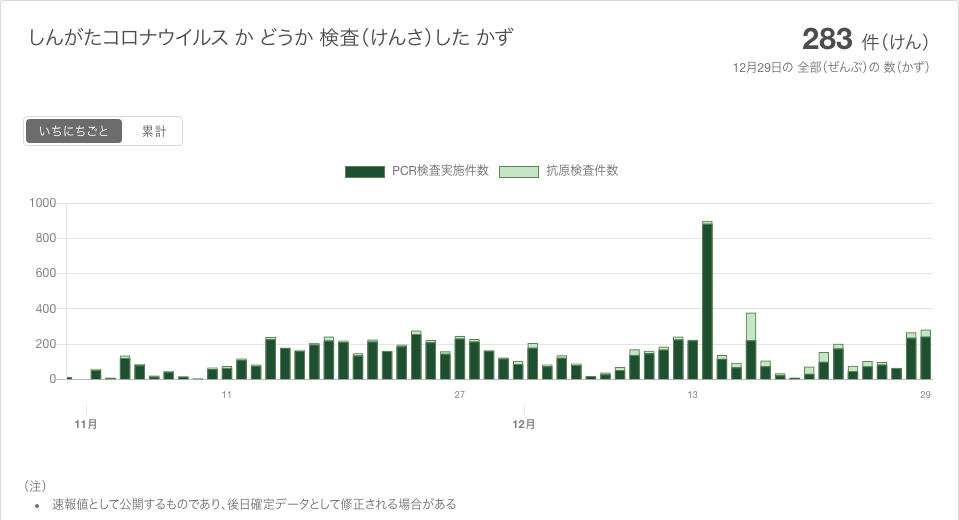 しんがたコロナウイルス か どうか 検査(けんさ)した かず
283 件(けん)
12月29日の 全部(ぜんぶ)の 数(かず)
いちにちごと 累計
PCR検査実施件数 抗原検査件数
1000
800
600
400
200
0
11 27 13 29
11月 12月
(注)
• 速報値として公開するものであり、後日確定データとして修正される場合がある